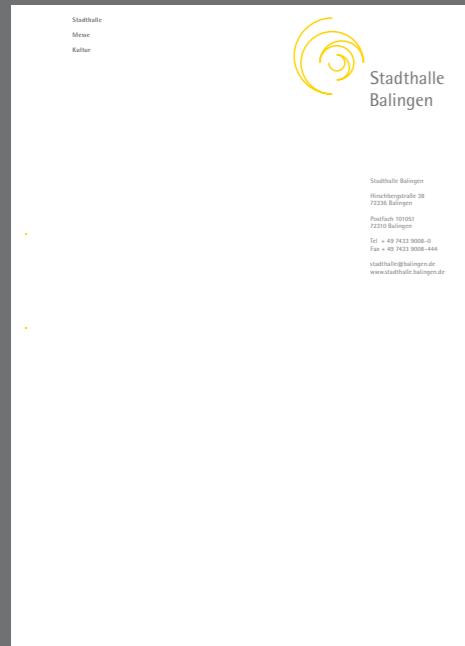 Stadthalle
Messe
Kultur
Stadthalle
Balingen
Stadthalle Balingen
Hirschbergstraße 38
72336 Balingen
Postfach 101051
72310 Balingen
Tel + 49 7433 9008-0
Fax + 49 7433 9008-444
stadthalle@balingen.de
www.stadthalle.balingen.de